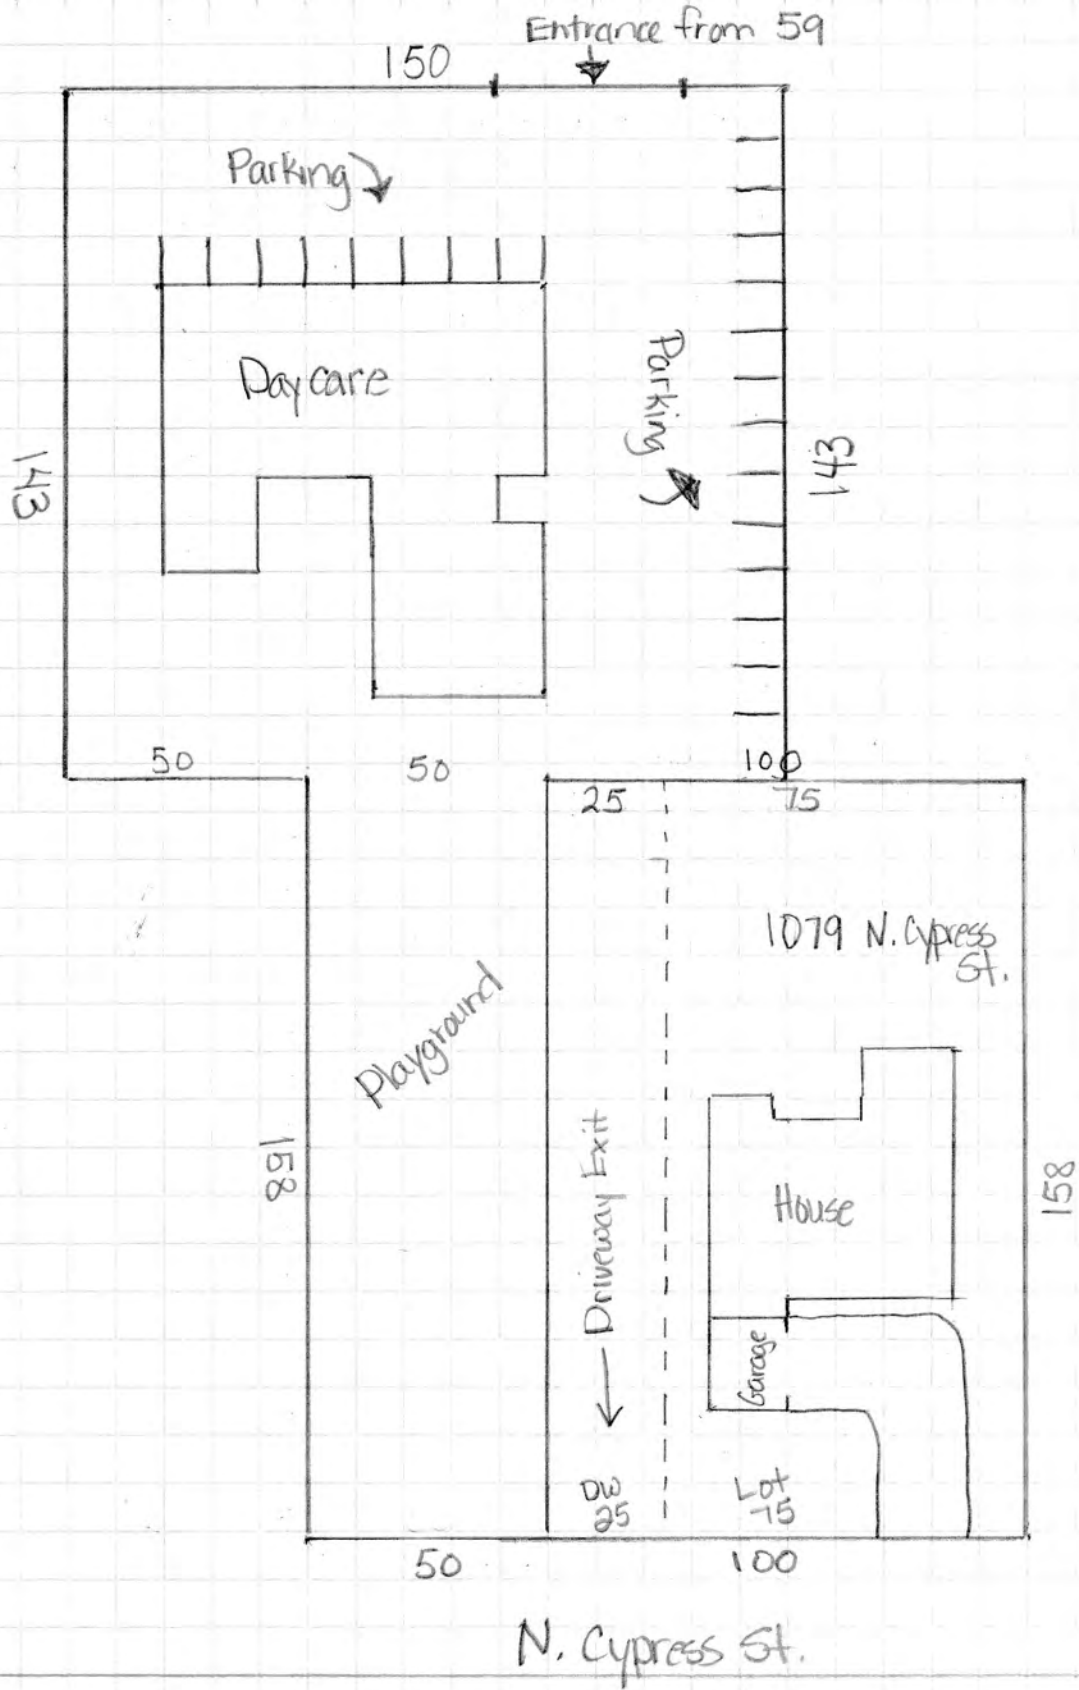 Entrance from 59
150
Parking
Daycare
Parking
143
143
50
50
100
25
75
1079 N. Cypress
St.
Playground
158
Driveway Exit
158
House
Garage
DW
25
Lot
75
50
100
N. Cypress St.